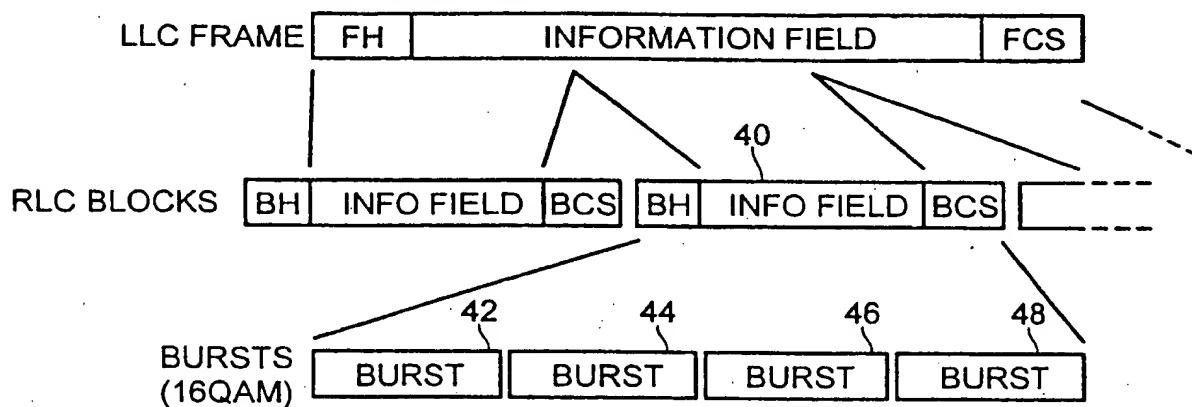 LLC FRAME FH INFORMATION FIELD FCS
40
RLC BLOCKS BH INFO FIELD BCS BH INFO FIELD BCS
42 44 46 48
BURSTS
(16QAM)
BURST BURST BURST BURST